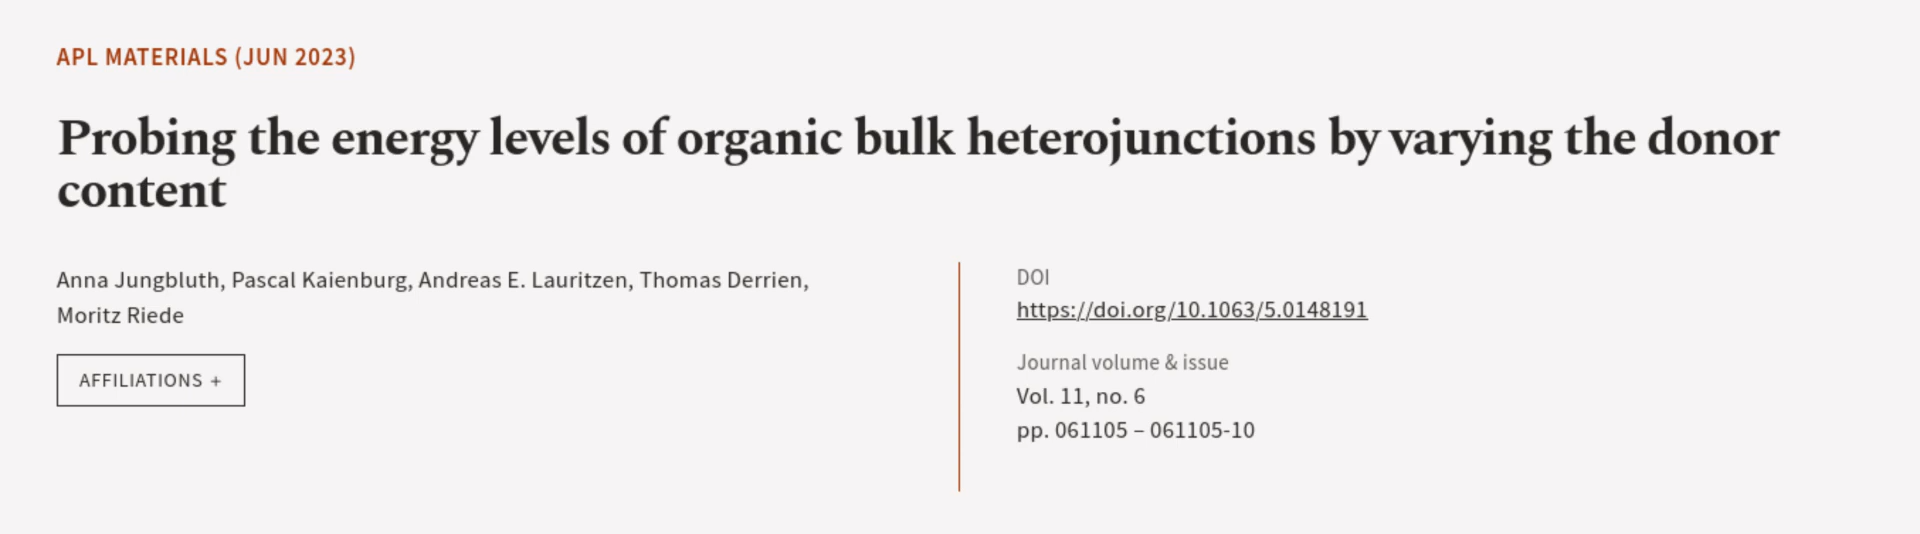 APL MATERIALS (JUN 2023)
Probing the energy levels of organic bulk heterojunctions by varying the donor
content
Anna Jungbluth, Pascal Kaienburg, Andreas E. Lauritzen, Thomas Derrien,
Moritz Riede
AFFILIATIONS +
DOI
https://doi.org/10.1063/5.0148191
Journal volume & issue
Vol. 11, no. 6
pp. 061105 – 061105-10